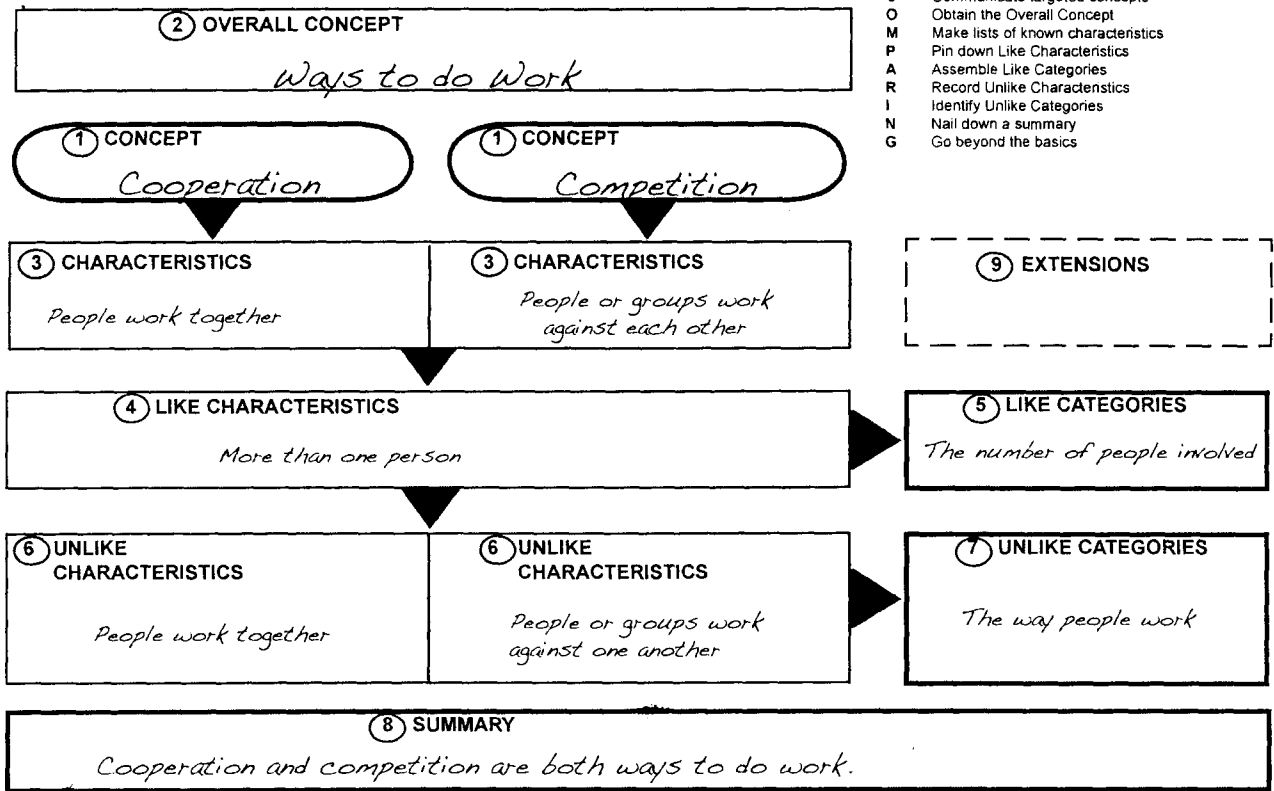 ② OVERALL CONCEPT
Ways to do Work
O Obtain the Overall Concept
M Make lists of known characteristics
P Pin down Like Characteristics
A Assemble Like Categories
R Record Unlike Characteristics
I Identify Unlike Categories
N Nail down a summary
G Go beyond the basics
① CONCEPT
Cooperation
① CONCEPT
Competition
③ CHARACTERISTICS
People work together
③ CHARACTERISTICS
People or groups work
against each other
⑨ EXTENSIONS
④ LIKE CHARACTERISTICS
More than one person
⑤ LIKE CATEGORIES
The number of people involved
⑥ UNLIKE
CHARACTERISTICS
People work together
⑥ UNLIKE
CHARACTERISTICS
People or groups work
against one another
⑦ UNLIKE CATEGORIES
The way people work
⑧ SUMMARY
Cooperation and competition are both ways to do work.